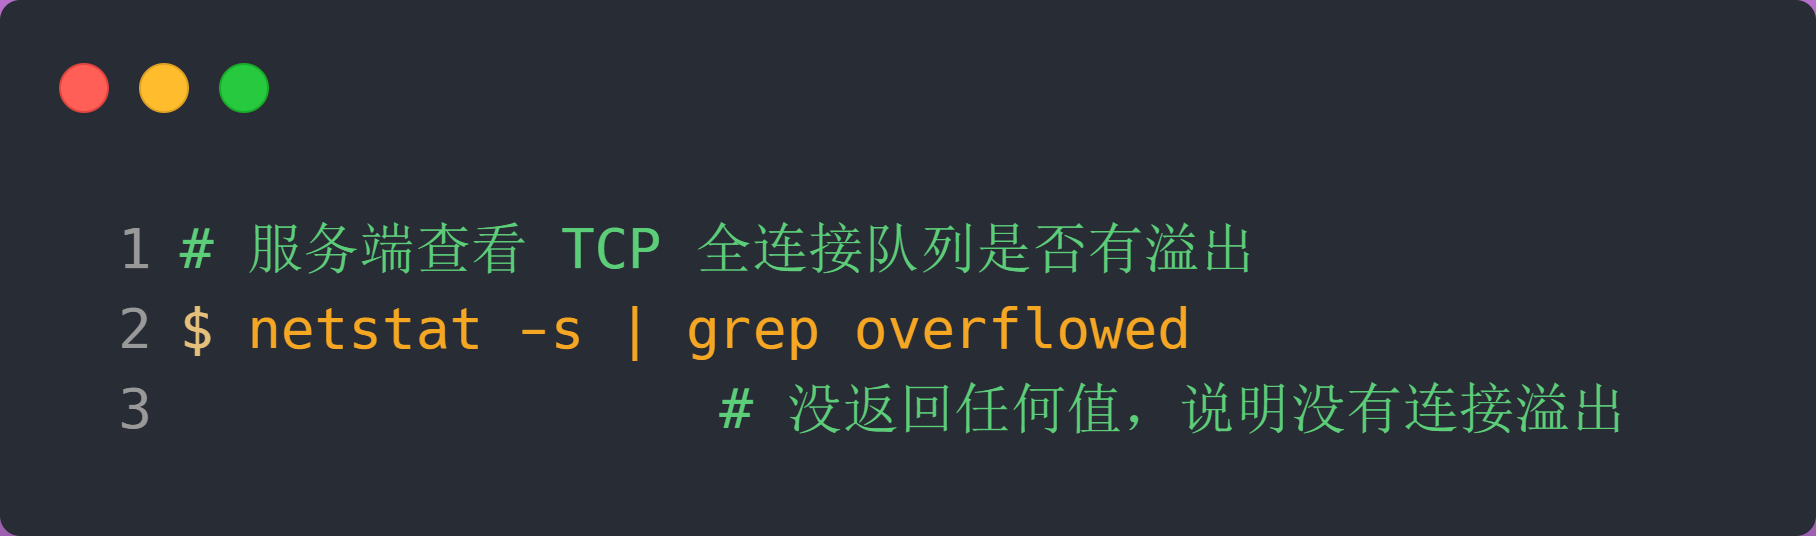 1 # 服务端查看 TCP 全连接队列是否有溢出
2 $ netstat -s | grep overflowed
3 # 没返回任何值，说明没有连接溢出